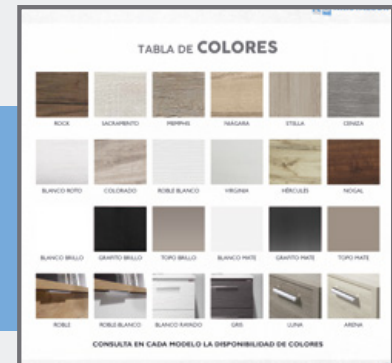 TABLA DE COLORES
ROCK SACRAMENTO MEMPHIS NIAGARA STELLA CENIZA
BLANCO ROTO COLORADO ROBLE BLANCO VIRGINIA HÉRCULES NOGAL
BLANCO BRILLO GRAFITO BRILLO TOPO BRILLO BLANCO MATE GRAFITO MATE TOPO MATE
ROBLE ROBLE BLANCO BLANCO RAYADO GRIS LUNA ARENA
CONSULTA EN CADA MODELO LA DISPONIBILIDAD DE COLORES